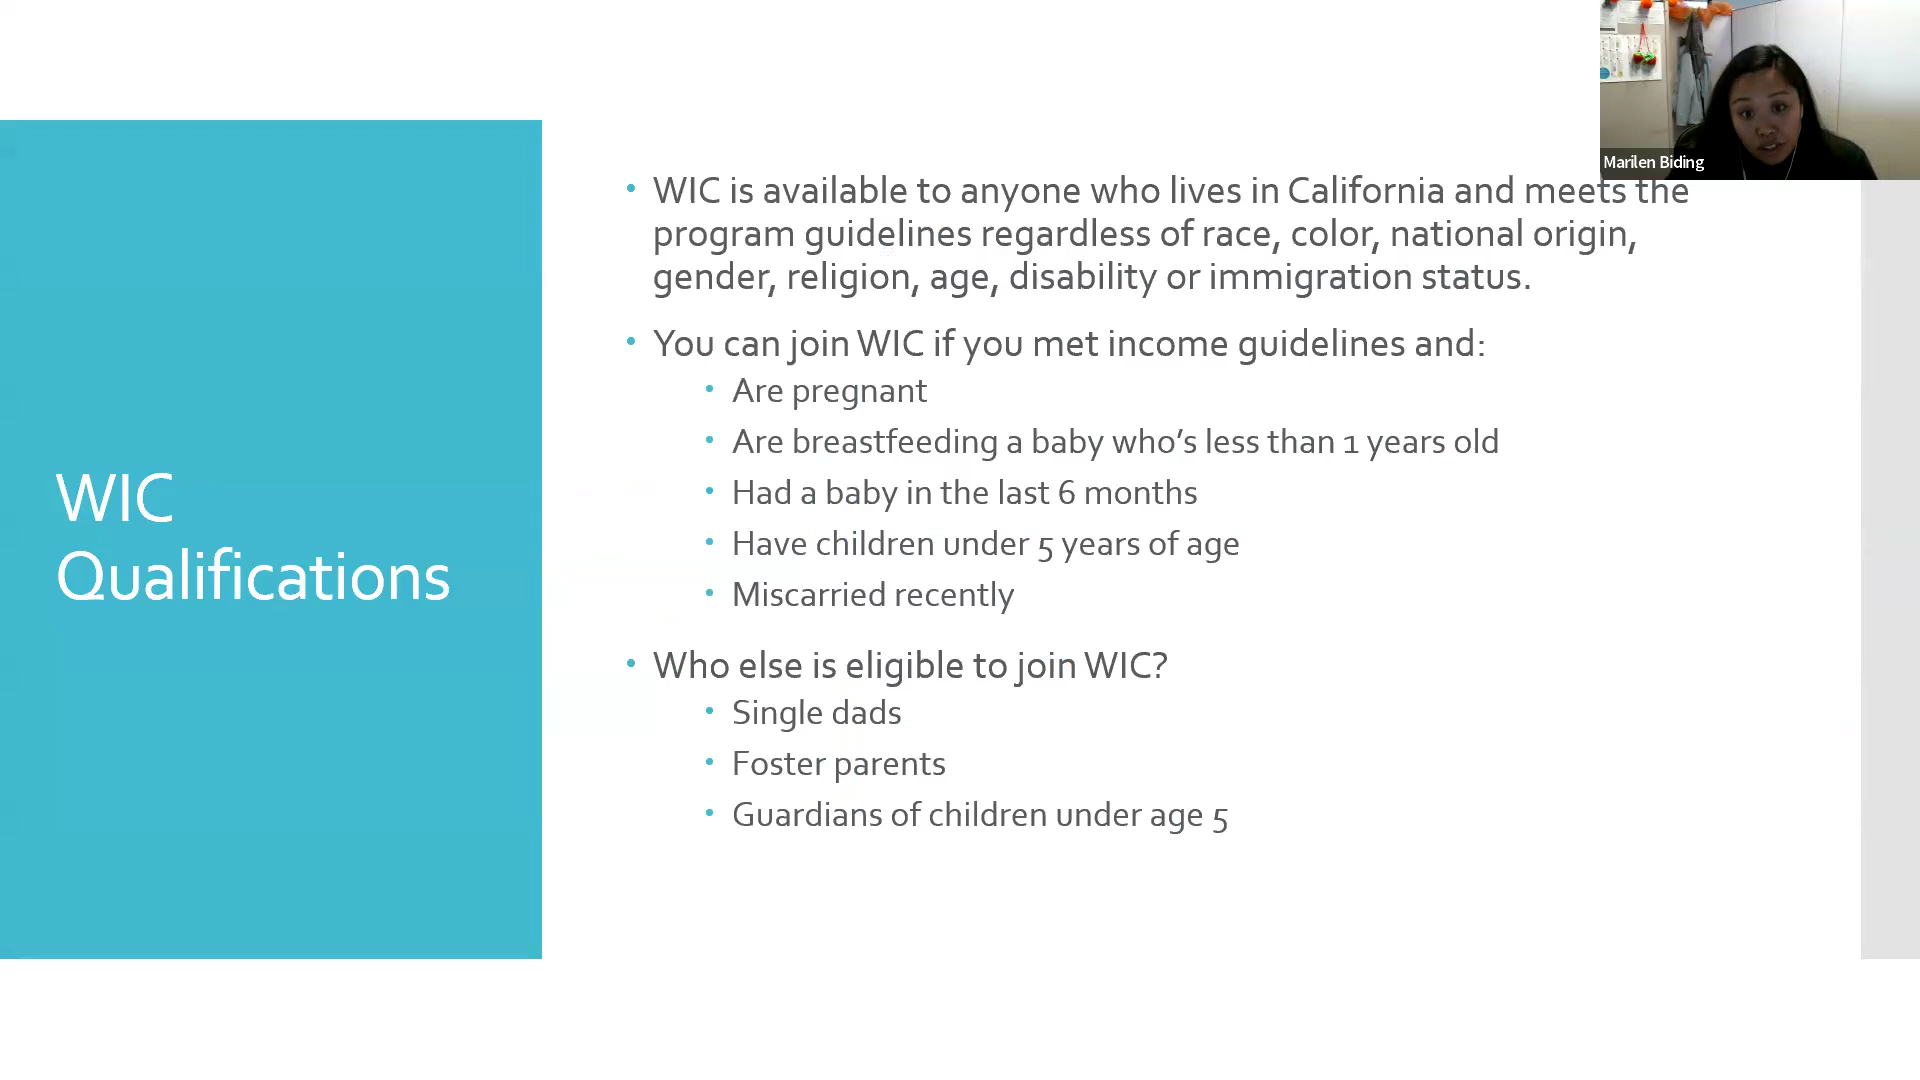 Marilen Biding
WIC
Qualifications
WIC is available to anyone who lives in California and meets the
program guidelines regardless of race, color, national origin,
gender, religion, age, disability or immigration status.
You can join WIC if you met income guidelines and:
Are pregnant
Are breastfeeding a baby who’s less than 1 years old
Had a baby in the last 6 months
Have children under 5 years of age
Miscarried recently
Who else is eligible to join WIC?
Single dads
Foster parents
Guardians of children under age 5